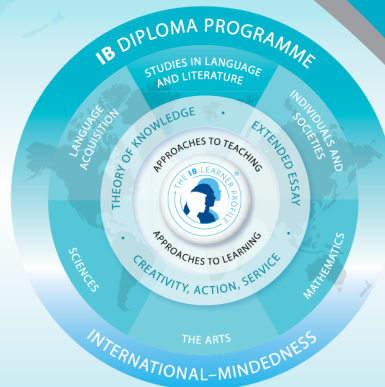 IB DIPLOMA PROGRAMME
STUDIES IN LANGUAGE
AND LITERATURE
LANGUAGE
ACQUISITION
INDIVIDUALS AND
SOCIETIES
THEORY OF KNOWLEDGE
EXTENDED ESSAY
APPROACHES TO TEACHING
THE IB LEARNER PROFILE
APPROACHES TO LEARNING
CREATIVITY, ACTION, SERVICE
SCIENCES
MATHEMATICS
THE ARTS
INTERNATIONAL-MINDEDNESS